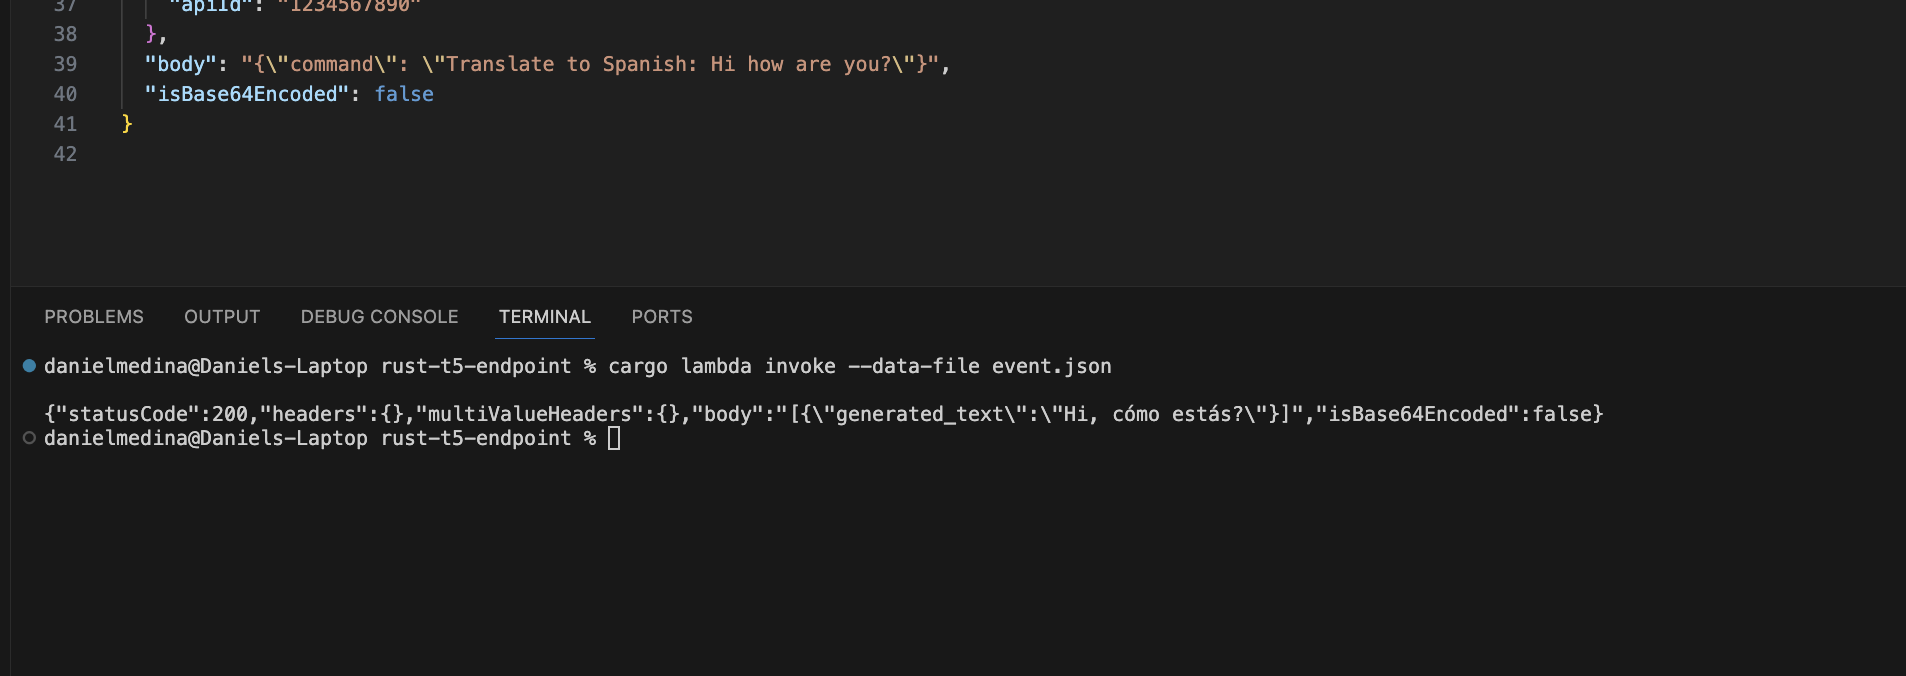 37 "apiId": "1234567890"
38 },
39 "body": "{\"command\": \"Translate to Spanish: Hi how are you?\"}",
40 "isBase64Encoded": false
41 }
42
PROBLEMS OUTPUT DEBUG CONSOLE TERMINAL PORTS
danielmedina@Daniels-Laptop rust-t5-endpoint % cargo lambda invoke --data-file event.json
{"statusCode":200,"headers":{},"multiValueHeaders":{},"body":"[{\"generated_text\":\"Hi, cómo estás?\"}]","isBase64Encoded":false}
danielmedina@Daniels-Laptop rust-t5-endpoint %